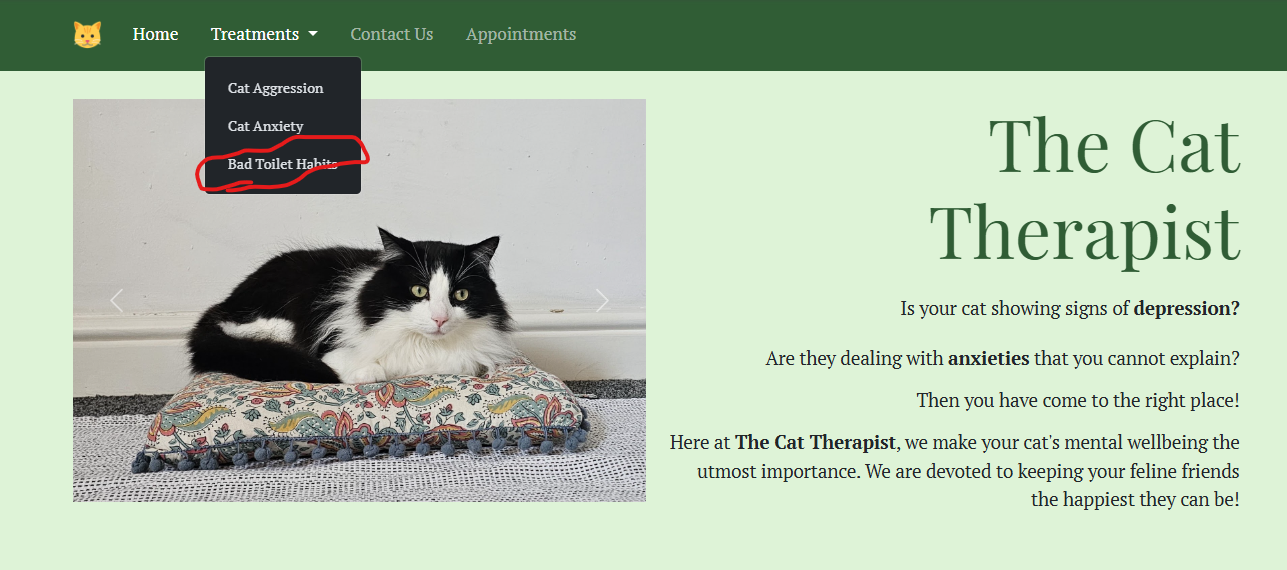 Home Treatments Contact Us Appointments
Cat Aggression
Cat Anxiety
Bad Toilet Habits
The Cat
Therapist
Is your cat showing signs of depression?
Are they dealing with anxieties that you cannot explain?
Then you have come to the right place!
Here at The Cat Therapist, we make your cat's mental wellbeing the
utmost importance. We are devoted to keeping your feline friends
the happiest they can be!